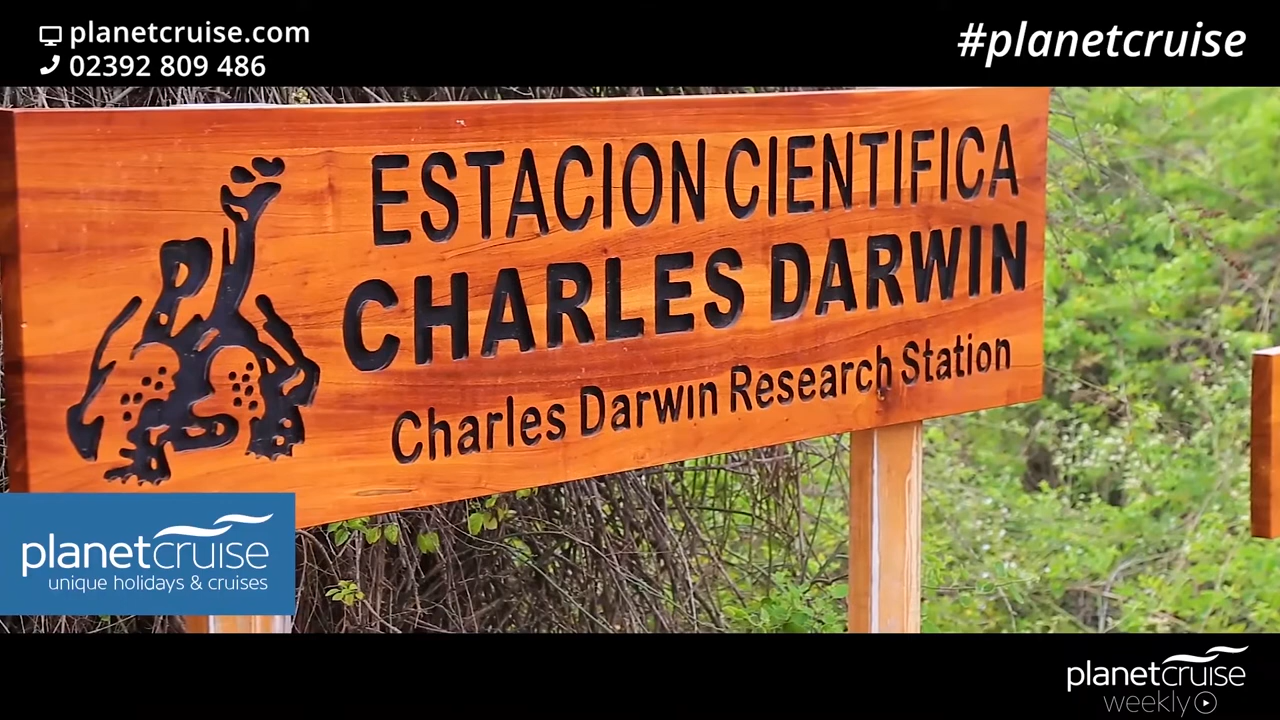 planetcruise.com
02392 809 486
#planetcruise
ESTACION CIENTIFICA
CHARLES DARWIN
Charles Darwin Research Station
planetcruise
unique holidays & cruises
planetcruise
weekly